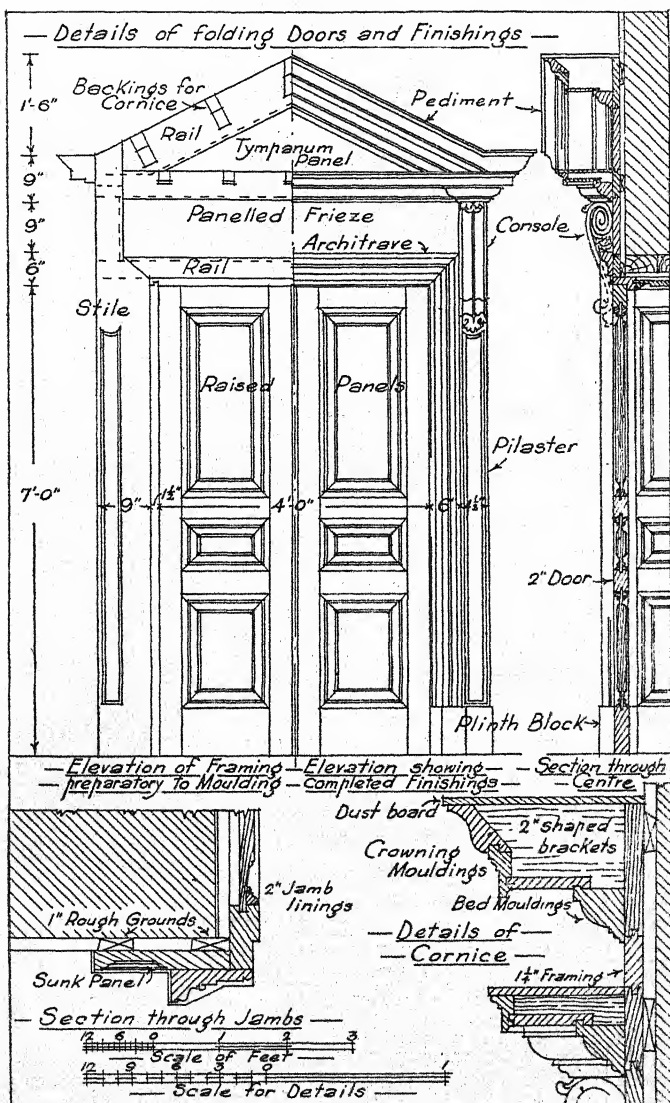 — Details of folding Doors and Finishings —
Backings for
Cornice
Pediment
1'-6"
Rail
Tympanum
Panel
9"
9"
Panelled Frieze
Console
Architrave
6"
Rail
Stile
Raised Panels
Pilaster
7'-0"
9" 1½" 4'-0" 6" 1½"
2" Door
Plinth Block
— Elevation of Framing
— preparatory to Moulding —
— Elevation showing —
— Completed Finishings —
— Section through
— Centre —
Dust board
2" shaped
brackets
Crowning
Mouldings
2" Jamb
linings
Bed Mouldings
1" Rough Grounds
— Details of —
— Cornice —
Sunk Panel
1¼" Framing
— Section through Jambs —
12 6 0 1 2 3
— Scale of Feet —
12 9 6 3 0 1
— Scale for Details —